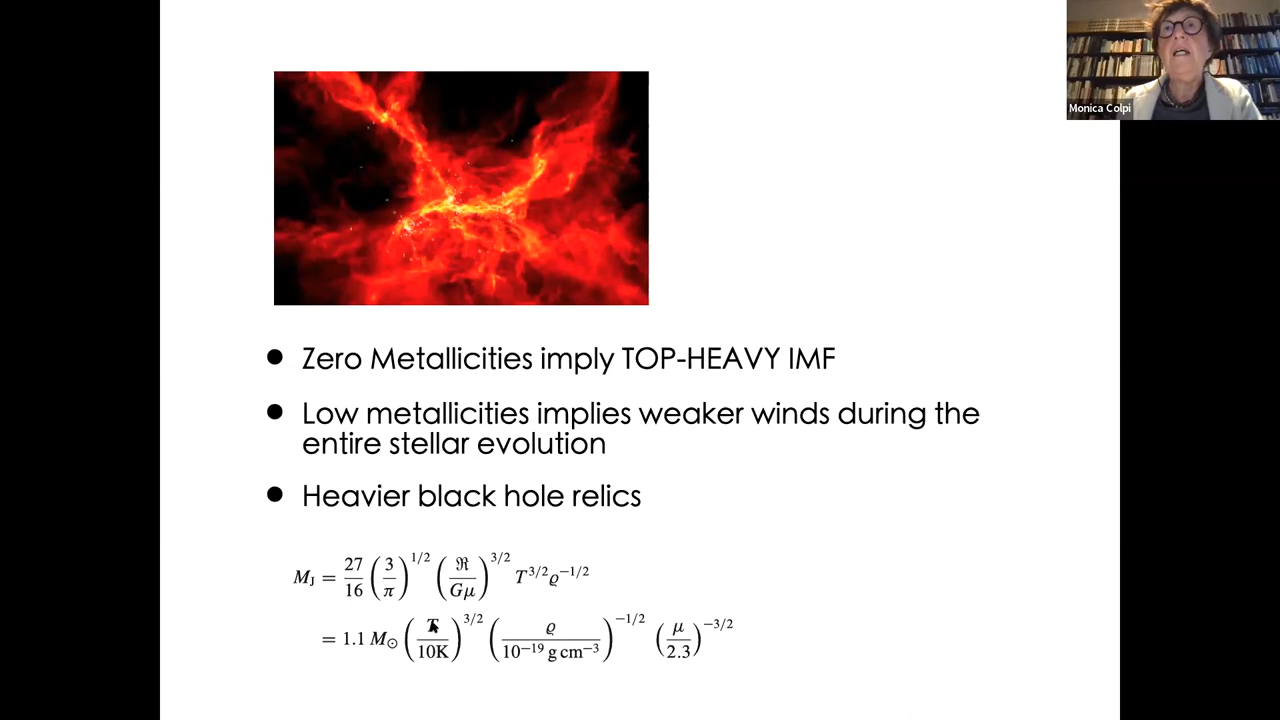 Monica Colpi
● Zero Metallicities imply TOP-HEAVY IMF
● Low metallicities implies weaker winds during the
entire stellar evolution
● Heavier black hole relics
M_J = 27/16 (3/π)^{1/2} (ℜ/Gμ)^{3/2} T^{3/2} ϱ^{−1/2}
= 1.1 M_⊙ (T/10K)^{3/2} (ϱ/10^{−19} g cm^{−3})^{−1/2} (μ/2.3)^{−3/2}